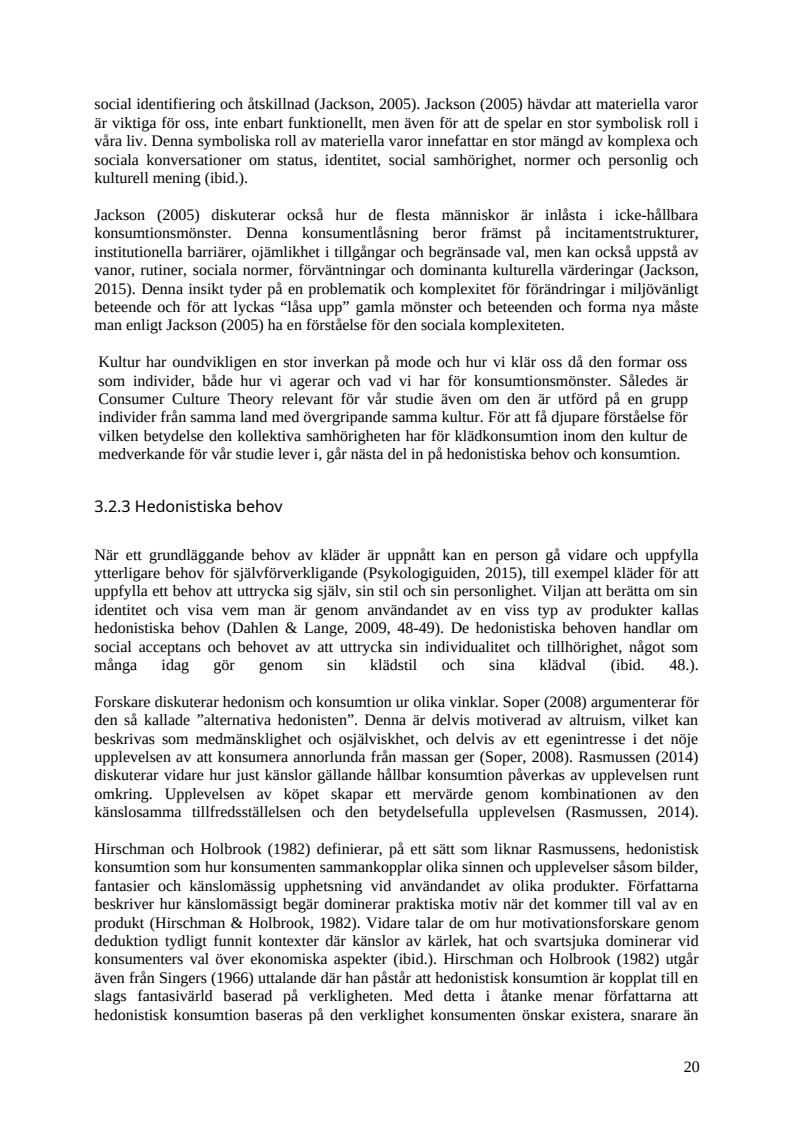 social identifiering och åtskillnad (Jackson, 2005). Jackson (2005) hävdar att materiella varor
är viktiga för oss, inte enbart funktionellt, men även för att de spelar en stor symbolisk roll i
våra liv. Denna symboliska roll av materiella varor innefattar en stor mängd av komplexa och
sociala konversationer om status, identitet, social samhörighet, normer och personlig och
kulturell mening (ibid.).

Jackson (2005) diskuterar också hur de flesta människor är inlåsta i icke-hållbara
konsumtionsmönster. Denna konsumentlåsning beror främst på incitamentstrukturer,
institutionella barriärer, ojämlikhet i tillgångar och begränsade val, men kan också uppstå av
vanor, rutiner, sociala normer, förväntningar och dominanta kulturella värderingar (Jackson,
2015). Denna insikt tyder på en problematik och komplexitet för förändringar i miljövänligt
beteende och för att lyckas “låsa upp” gamla mönster och beteenden och forma nya måste
man enligt Jackson (2005) ha en förståelse för den sociala komplexiteten.

Kultur har oundvikligen en stor inverkan på mode och hur vi klär oss då den formar oss
som individer, både hur vi agerar och vad vi har för konsumtionsmönster. Således är
Consumer Culture Theory relevant för vår studie även om den är utförd på en grupp
individer från samma land med övergripande samma kultur. För att få djupare förståelse för
vilken betydelse den kollektiva samhörigheten har för klädkonsumtion inom den kultur de
medverkande för vår studie lever i, går nästa del in på hedonistiska behov och konsumtion.

3.2.3 Hedonistiska behov

När ett grundläggande behov av kläder är uppnått kan en person gå vidare och uppfylla
ytterligare behov för självförverkligande (Psykologiguiden, 2015), till exempel kläder för att
uppfylla ett behov att uttrycka sig själv, sin stil och sin personlighet. Viljan att berätta om sin
identitet och visa vem man är genom användandet av en viss typ av produkter kallas
hedonistiska behov (Dahlen & Lange, 2009, 48-49). De hedonistiska behoven handlar om
social acceptans och behovet av att uttrycka sin individualitet och tillhörighet, något som
många idag gör genom sin klädstil och sina klädval (ibid. 48.).

Forskare diskuterar hedonism och konsumtion ur olika vinklar. Soper (2008) argumenterar för
den så kallade ”alternativa hedonisten”. Denna är delvis motiverad av altruism, vilket kan
beskrivas som medmänsklighet och osjälviskhet, och delvis av ett egenintresse i det nöje
upplevelsen av att konsumera annorlunda från massan ger (Soper, 2008). Rasmussen (2014)
diskuterar vidare hur just känslor gällande hållbar konsumtion påverkas av upplevelsen runt
omkring. Upplevelsen av köpet skapar ett mervärde genom kombinationen av den
känslosamma tillfredsställelsen och den betydelsefulla upplevelsen (Rasmussen, 2014).

Hirschman och Holbrook (1982) definierar, på ett sätt som liknar Rasmussens, hedonistisk
konsumtion som hur konsumenten sammankopplar olika sinnen och upplevelser såsom bilder,
fantasier och känslomässig upphetsning vid användandet av olika produkter. Författarna
beskriver hur känslomässigt begär dominerar praktiska motiv när det kommer till val av en
produkt (Hirschman & Holbrook, 1982). Vidare talar de om hur motivationsforskare genom
deduktion tydligt funnit kontexter där känslor av kärlek, hat och svartsjuka dominerar vid
konsumenters val över ekonomiska aspekter (ibid.). Hirschman och Holbrook (1982) utgår
även från Singers (1966) uttalande där han påstår att hedonistisk konsumtion är kopplat till en
slags fantasivärld baserad på verkligheten. Med detta i åtanke menar författarna att
hedonistisk konsumtion baseras på den verklighet konsumenten önskar existera, snarare än

20